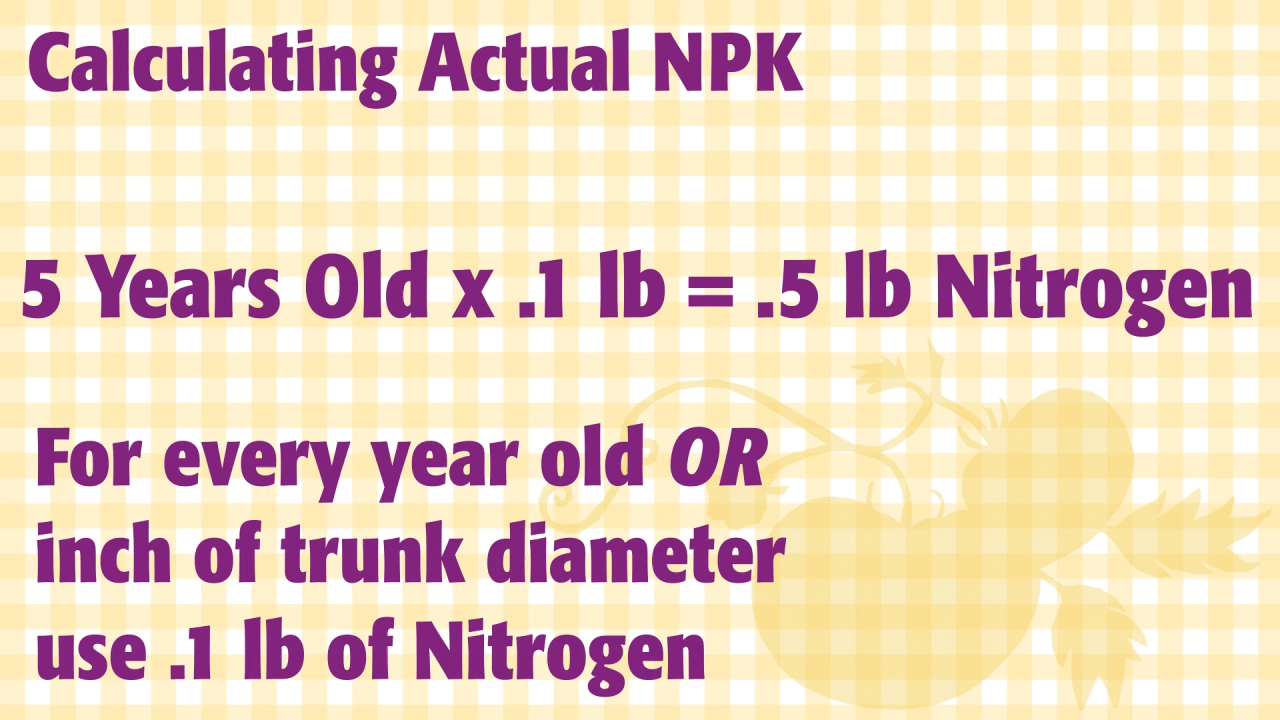 Calculating Actual NPK
5 Years Old x .1 lb = .5 lb Nitrogen
For every year old OR
inch of trunk diameter
use .1 lb of Nitrogen